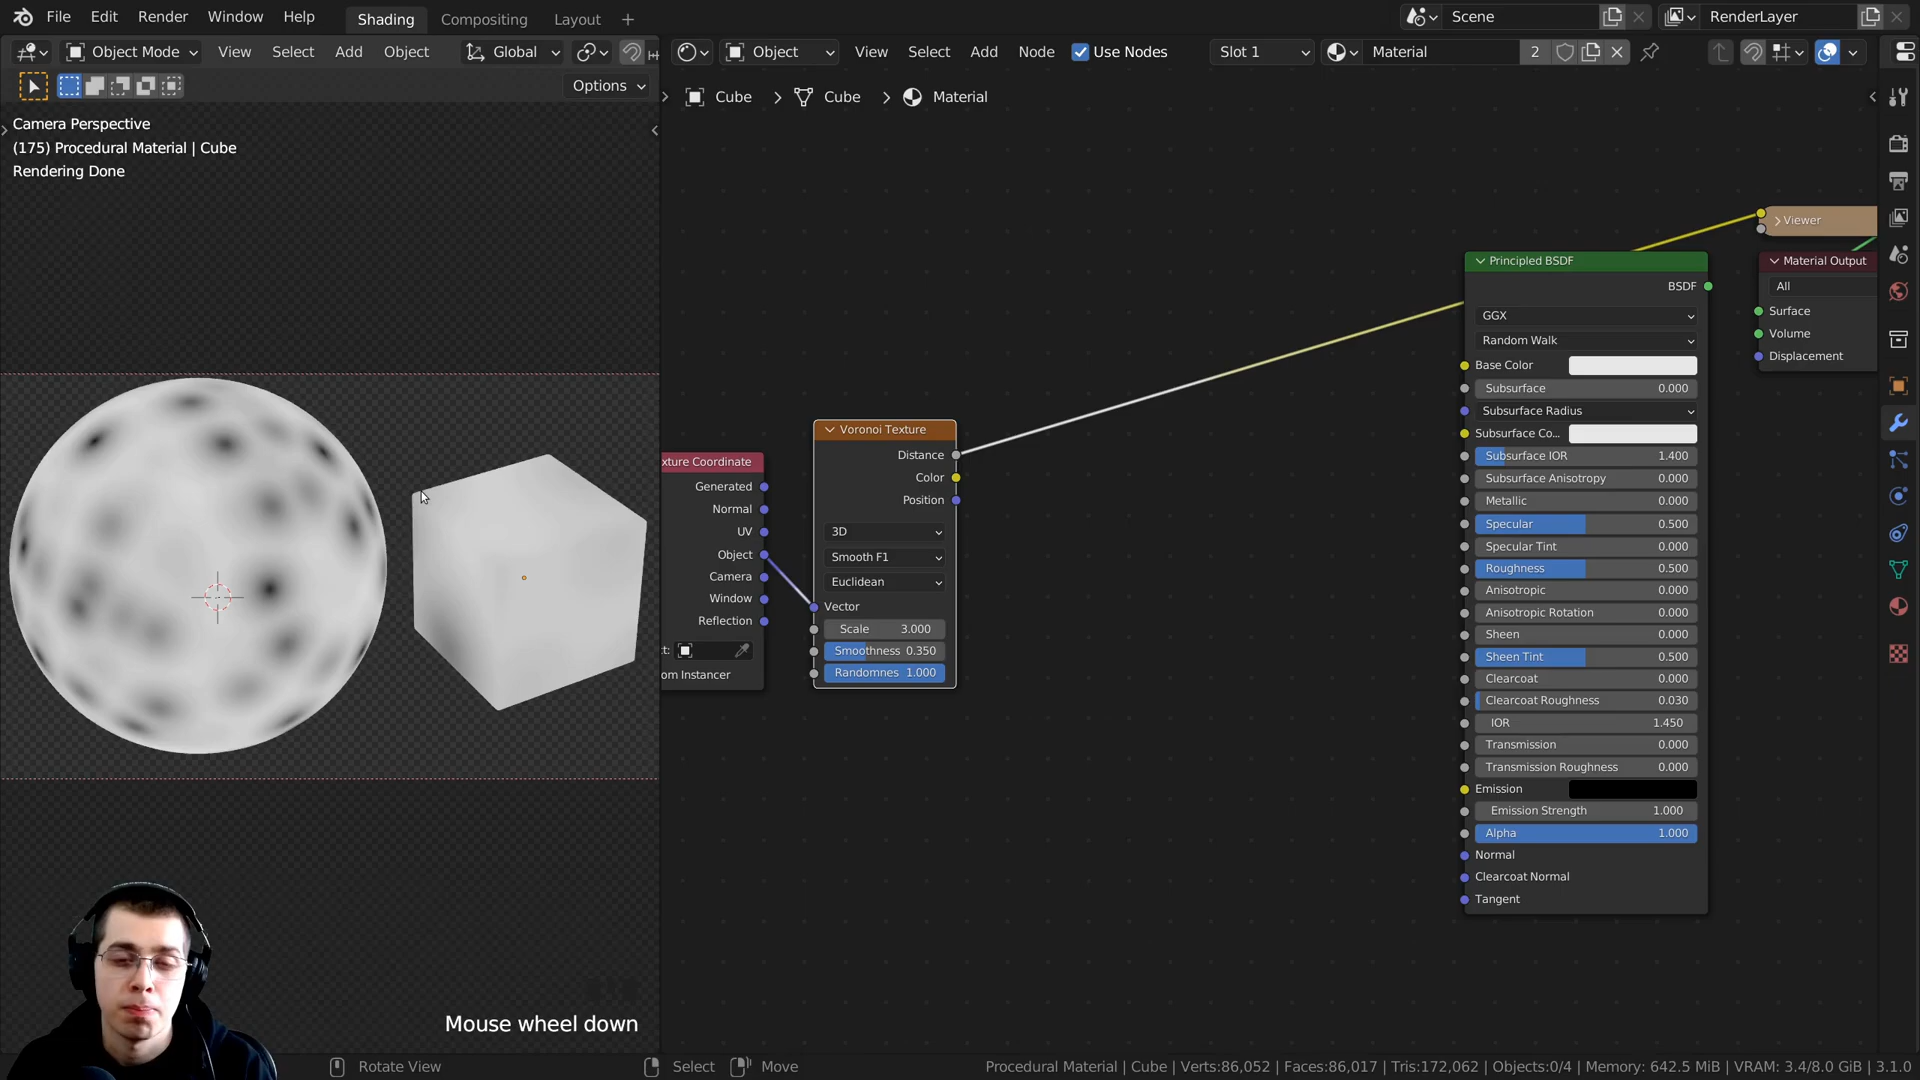 File Edit Render Window Help Shading Compositing Layout + Scene RenderLayer
Object Mode View Select Add Object Global Object View Select Add Node Use Nodes Slot 1 Material 2
Options
Cube > Cube > Material
Camera Perspective
(175) Procedural Material | Cube
Rendering Done
Viewer
Principled BSDF
BSDF
GGX
Random Walk
Base Color
Subsurface 0.000
Subsurface Radius
Subsurface Co...
Subsurface IOR 1.400
Subsurface Anisotropy 0.000
Metallic 0.000
Specular 0.500
Specular Tint 0.000
Roughness 0.500
Anisotropic 0.000
Anisotropic Rotation 0.000
Sheen 0.000
Sheen Tint 0.500
Clearcoat 0.000
Clearcoat Roughness 0.030
IOR 1.450
Transmission 0.000
Transmission Roughness 0.000
Emission
Emission Strength 1.000
Alpha 1.000
Normal
Clearcoat Normal
Tangent
Material Output
All
Surface
Volume
Displacement
Voronoi Texture
Distance
Color
Position
3D
Smooth F1
Euclidean
Vector
Scale 3.000
Smoothness 0.350
Randomnes 1.000
xture Coordinate
Generated
Normal
UV
Object
Camera
Window
Reflection
t:
om Instancer
Mouse wheel down
Rotate View Select Move Procedural Material | Cube | Verts:86,052 | Faces:86,017 | Tris:172,062 | Objects:0/4 | Memory: 642.5 MiB | VRAM: 3.4/8.0 GiB | 3.1.0